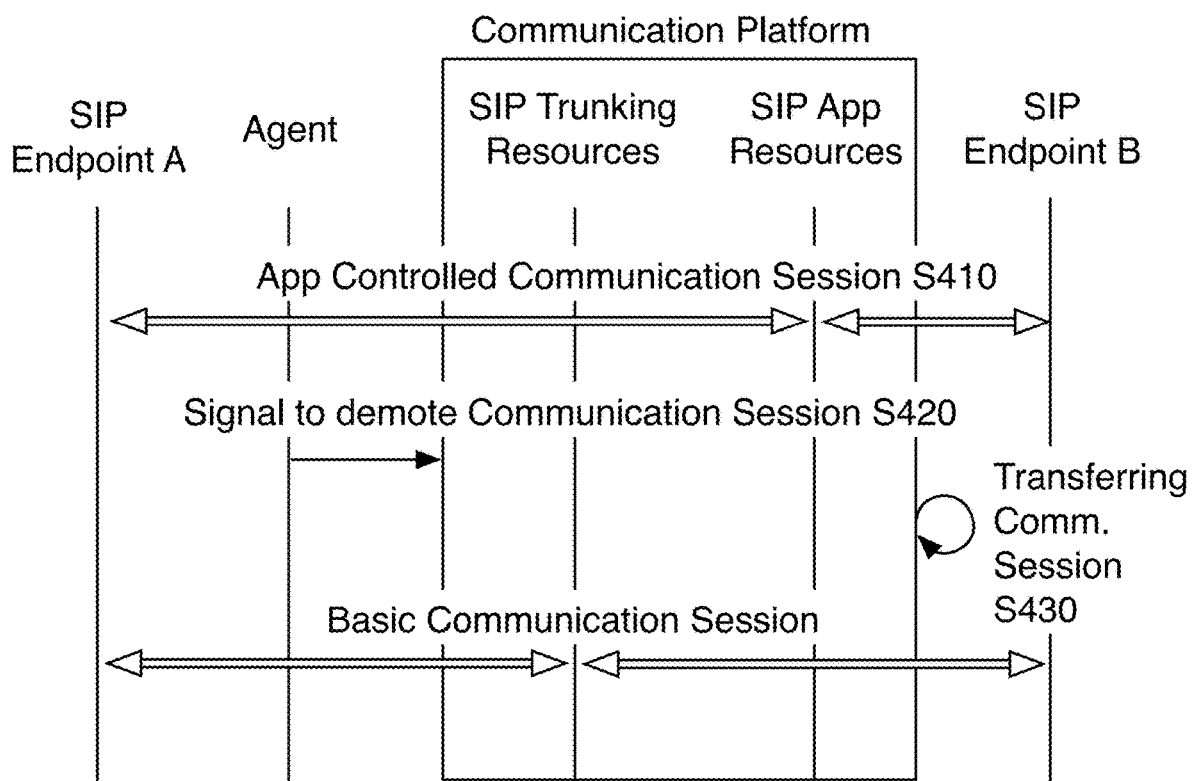 Communication Platform
SIP
Endpoint A
Agent
SIP Trunking
Resources
SIP App
Resources
SIP
Endpoint B
App Controlled Communication Session S410
Signal to demote Communication Session S420
Transferring
Comm.
Session
S430
Basic Communication Session